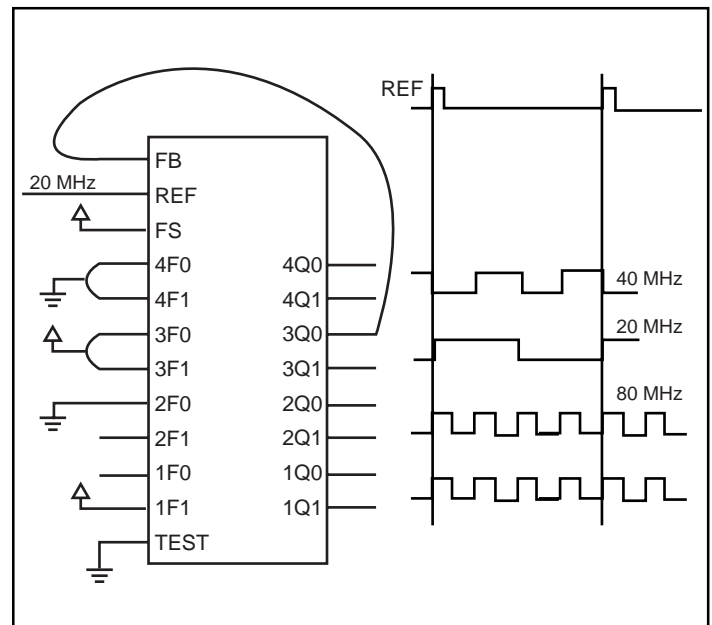 REF
FB
20 MHz
REF
FS
4F0 4Q0
40 MHz
4F1 4Q1
3F0 3Q0
20 MHz
3F1 3Q1
2F0 2Q0
80 MHz
2F1 2Q1
1F0 1Q0
1F1 1Q1
TEST